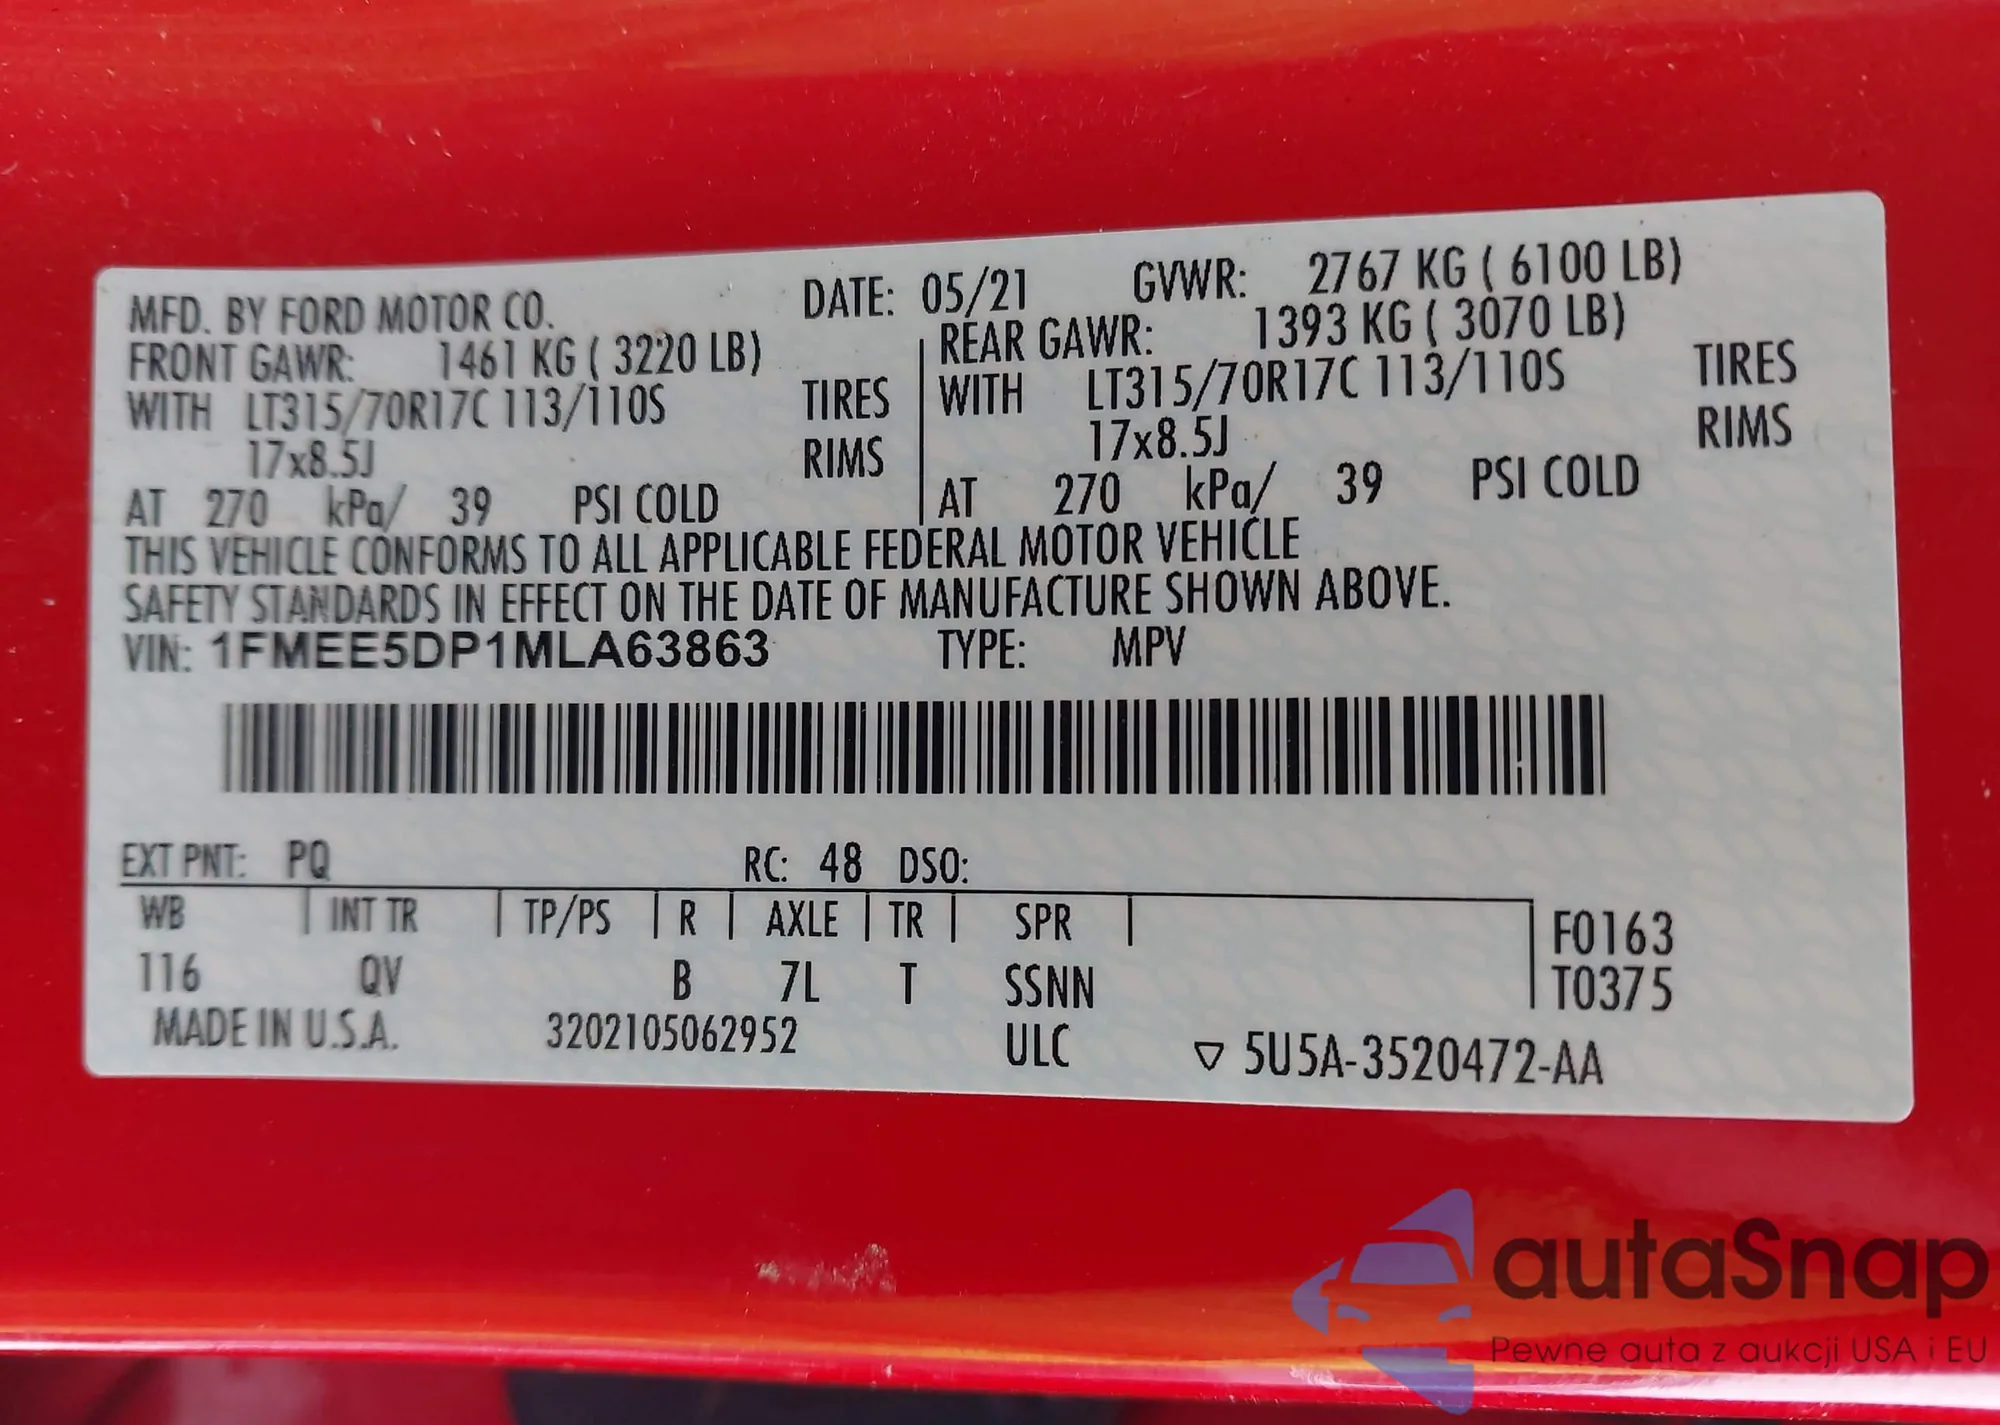 MFD. BY FORD MOTOR CO. DATE: 05/21 GVWR: 2767 KG ( 6100 LB)
FRONT GAWR: 1461 KG ( 3220 LB) REAR GAWR: 1393 KG ( 3070 LB)
WITH LT315/70R17C 113/110S TIRES WITH LT315/70R17C 113/110S TIRES
17x8.5J RIMS 17x8.5J RIMS
AT 270 kPa/ 39 PSI COLD AT 270 kPa/ 39 PSI COLD
THIS VEHICLE CONFORMS TO ALL APPLICABLE FEDERAL MOTOR VEHICLE
SAFETY STANDARDS IN EFFECT ON THE DATE OF MANUFACTURE SHOWN ABOVE.
VIN: 1FMEE5DP1MLA63863 TYPE: MPV
EXT PNT: PQ RC: 48 DSO:
WB INT TR TP/PS R AXLE TR SPR F0163
116 QV B 7L T SSNN T0375
MADE IN U.S.A. 3202105062952 ULC ▽ 5U5A-3520472-AA
autaSnap
Pewne auta z aukcji USA i EU